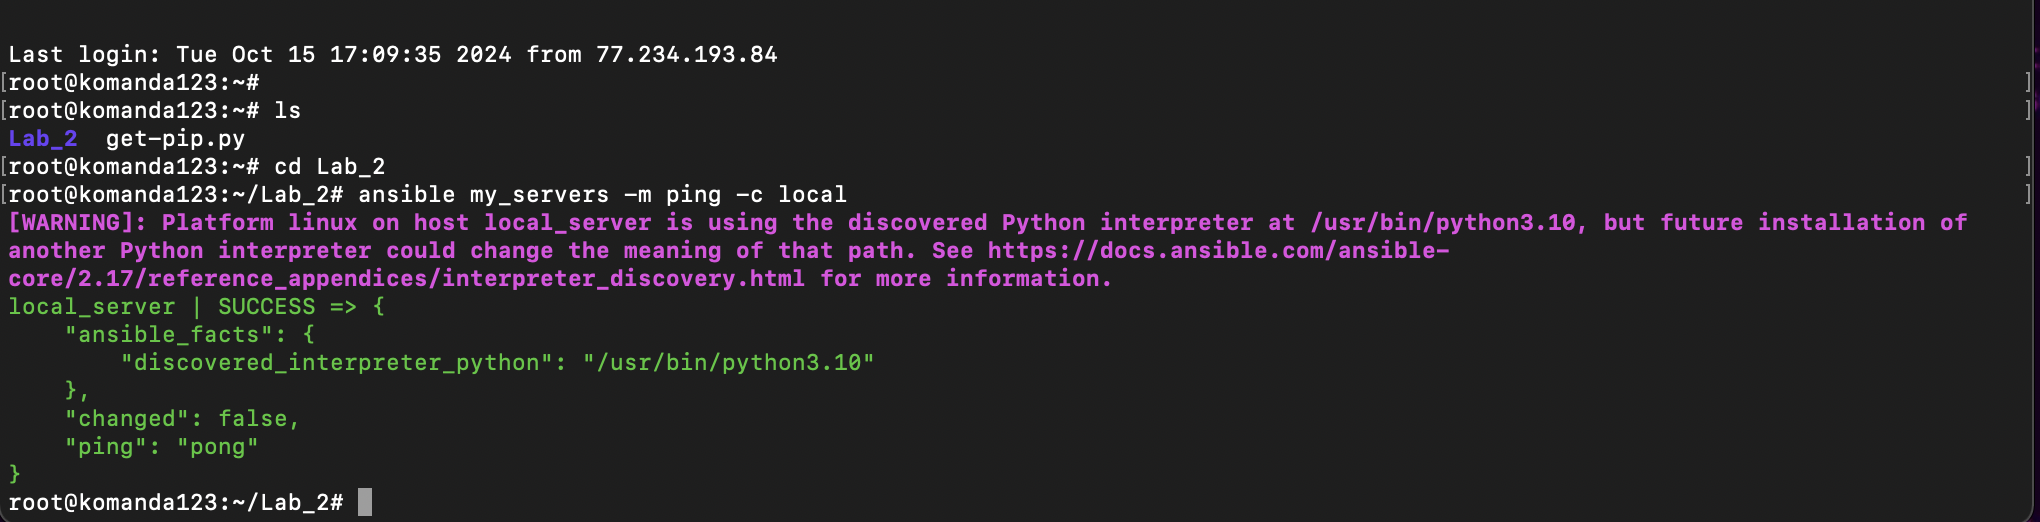 Last login: Tue Oct 15 17:09:35 2024 from 77.234.193.84
[root@komanda123:~# ]
[root@komanda123:~# ls ]
Lab_2  get-pip.py
[root@komanda123:~# cd Lab_2 ]
[root@komanda123:~/Lab_2# ansible my_servers -m ping -c local ]
[WARNING]: Platform linux on host local_server is using the discovered Python interpreter at /usr/bin/python3.10, but future installation of
another Python interpreter could change the meaning of that path. See https://docs.ansible.com/ansible-
core/2.17/reference_appendices/interpreter_discovery.html for more information.
local_server | SUCCESS => {
    "ansible_facts": {
        "discovered_interpreter_python": "/usr/bin/python3.10"
    },
    "changed": false,
    "ping": "pong"
}
root@komanda123:~/Lab_2#